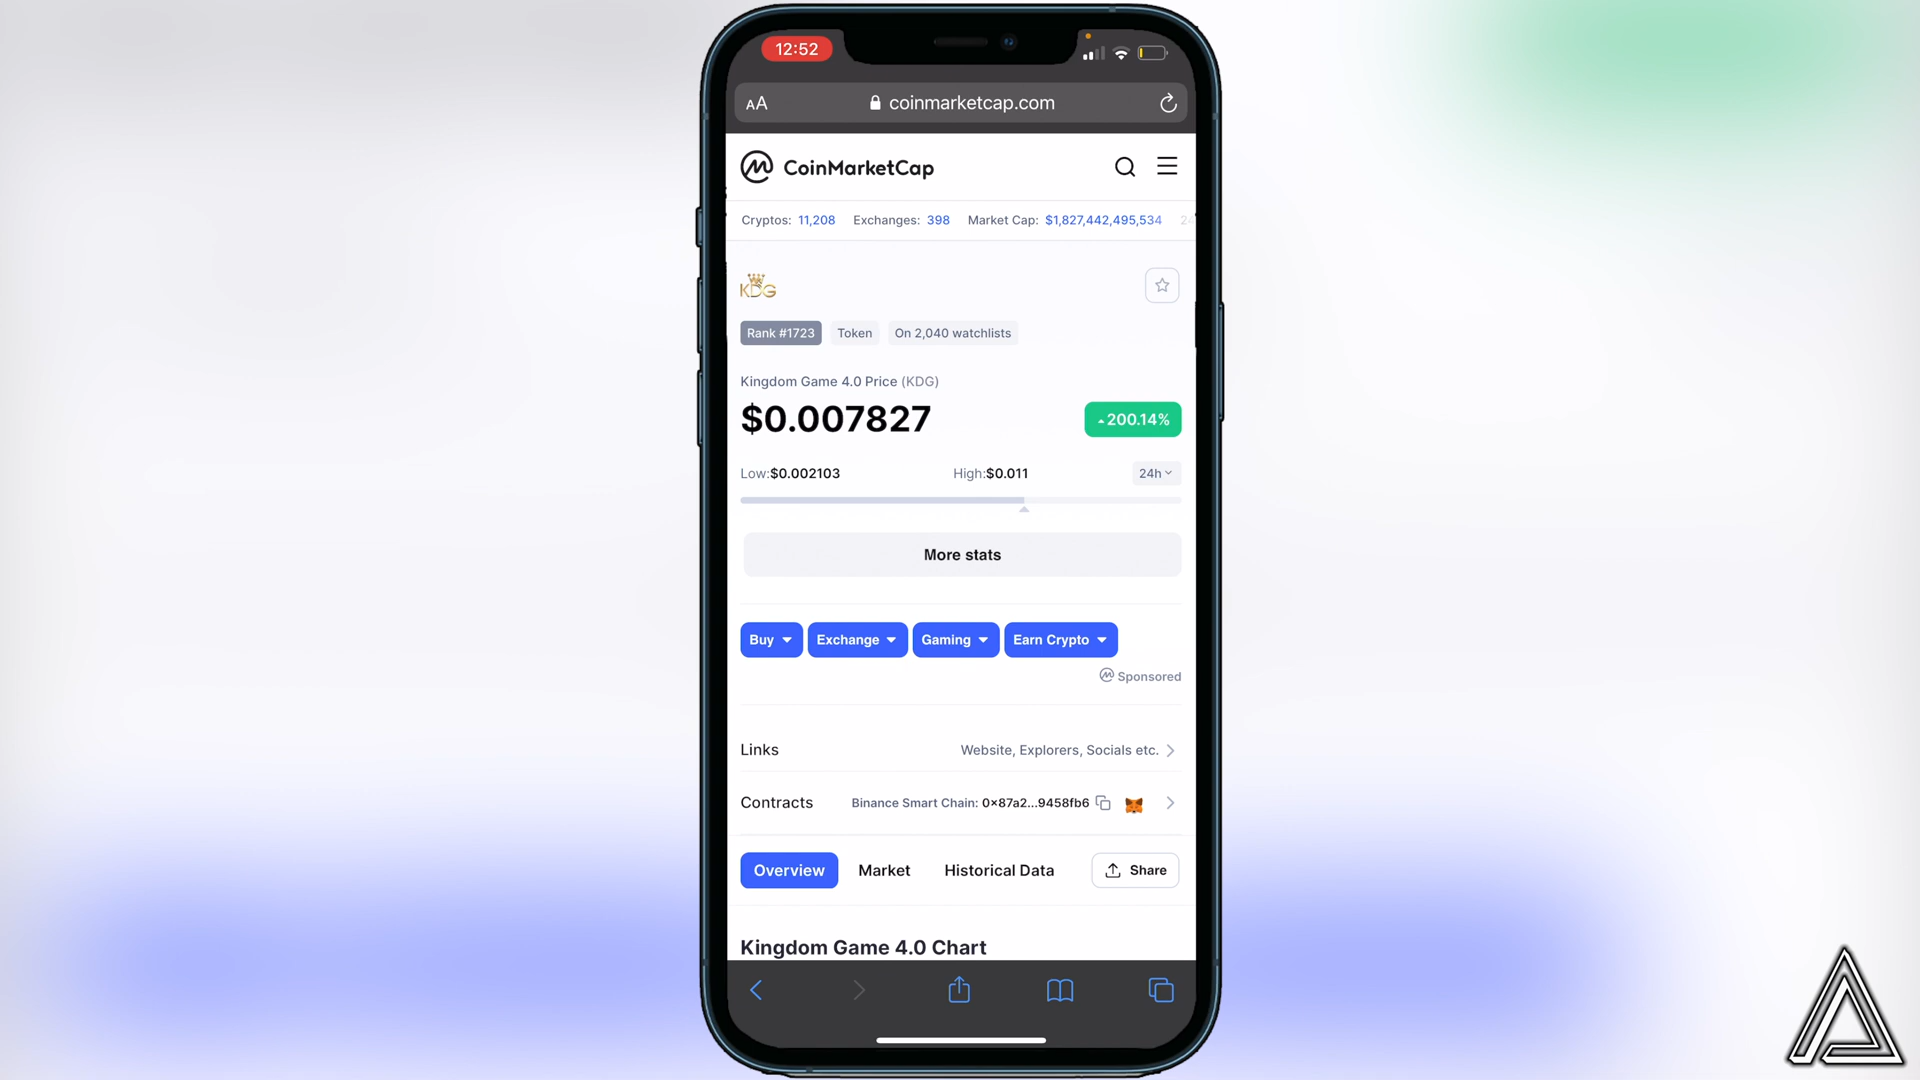 12:52
AA coinmarketcap.com
CoinMarketCap
Cryptos: 11,208 Exchanges: 398 Market Cap: $1,827,442,495,534 24
KDG
Rank #1723 Token On 2,040 watchlists
Kingdom Game 4.0 Price (KDG)
$0.007827 200.14%
Low:$0.002103 High:$0.011 24h
More stats
Buy Exchange Gaming Earn Crypto
Sponsored
Links Website, Explorers, Socials etc.
Contracts Binance Smart Chain: 0x87a2...9458fb6
Overview Market Historical Data Share
Kingdom Game 4.0 Chart